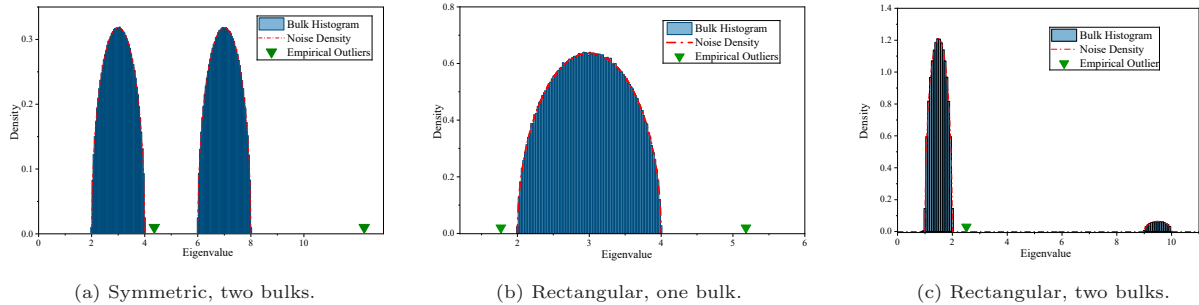 0.3
0.2
0.1
0.0
0
2
4
6
8
10
Density
Eigenvalue
Bulk Histogram
Noise Density
Empirical Outliers
(a) Symmetric, two bulks.
0.8
0.6
0.4
0.2
0.0
2
3
4
5
6
Density
Eigenvalue
Bulk Histogram
Noise Density
Empirical Outliers
(b) Rectangular, one bulk.
1.4
1.2
1.0
0.8
0.6
0.4
0.2
0.0
0
2
4
6
8
10
Density
Eigenvalue
Bulk Histogram
Noise Density
Empirical Outlier
(c) Rectangular, two bulks.